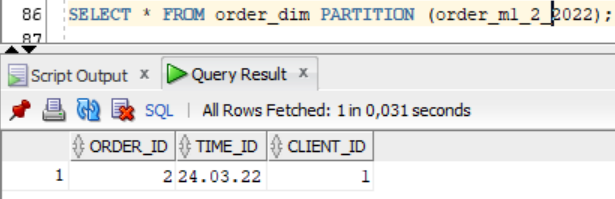 86 SELECT * FROM order_dim PARTITION (order_ml_2_2022);
87
Script Output x Query Result x
SQL | All Rows Fetched: 1 in 0,031 seconds
ORDER_ID TIME_ID CLIENT_ID
1 2 24.03.22 1